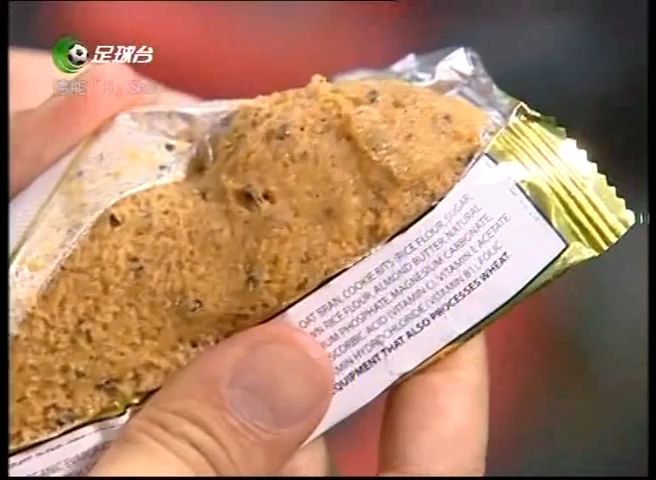 足球台
OAT BRAN, COOKIE BITS (RICE FLOUR, SUGAR,
RICE FLOUR, ALMOND BUTTER, NATURAL
PHOSPHATE, MAGNESIUM CARBONATE,
ASCORBIC ACID (VITAMIN C), VITAMIN E ACETATE
HYDROCHLORIDE (VITAMIN B), FOLIC
EQUIPMENT THAT ALSO PROCESSES WHEAT.
ORGANIC